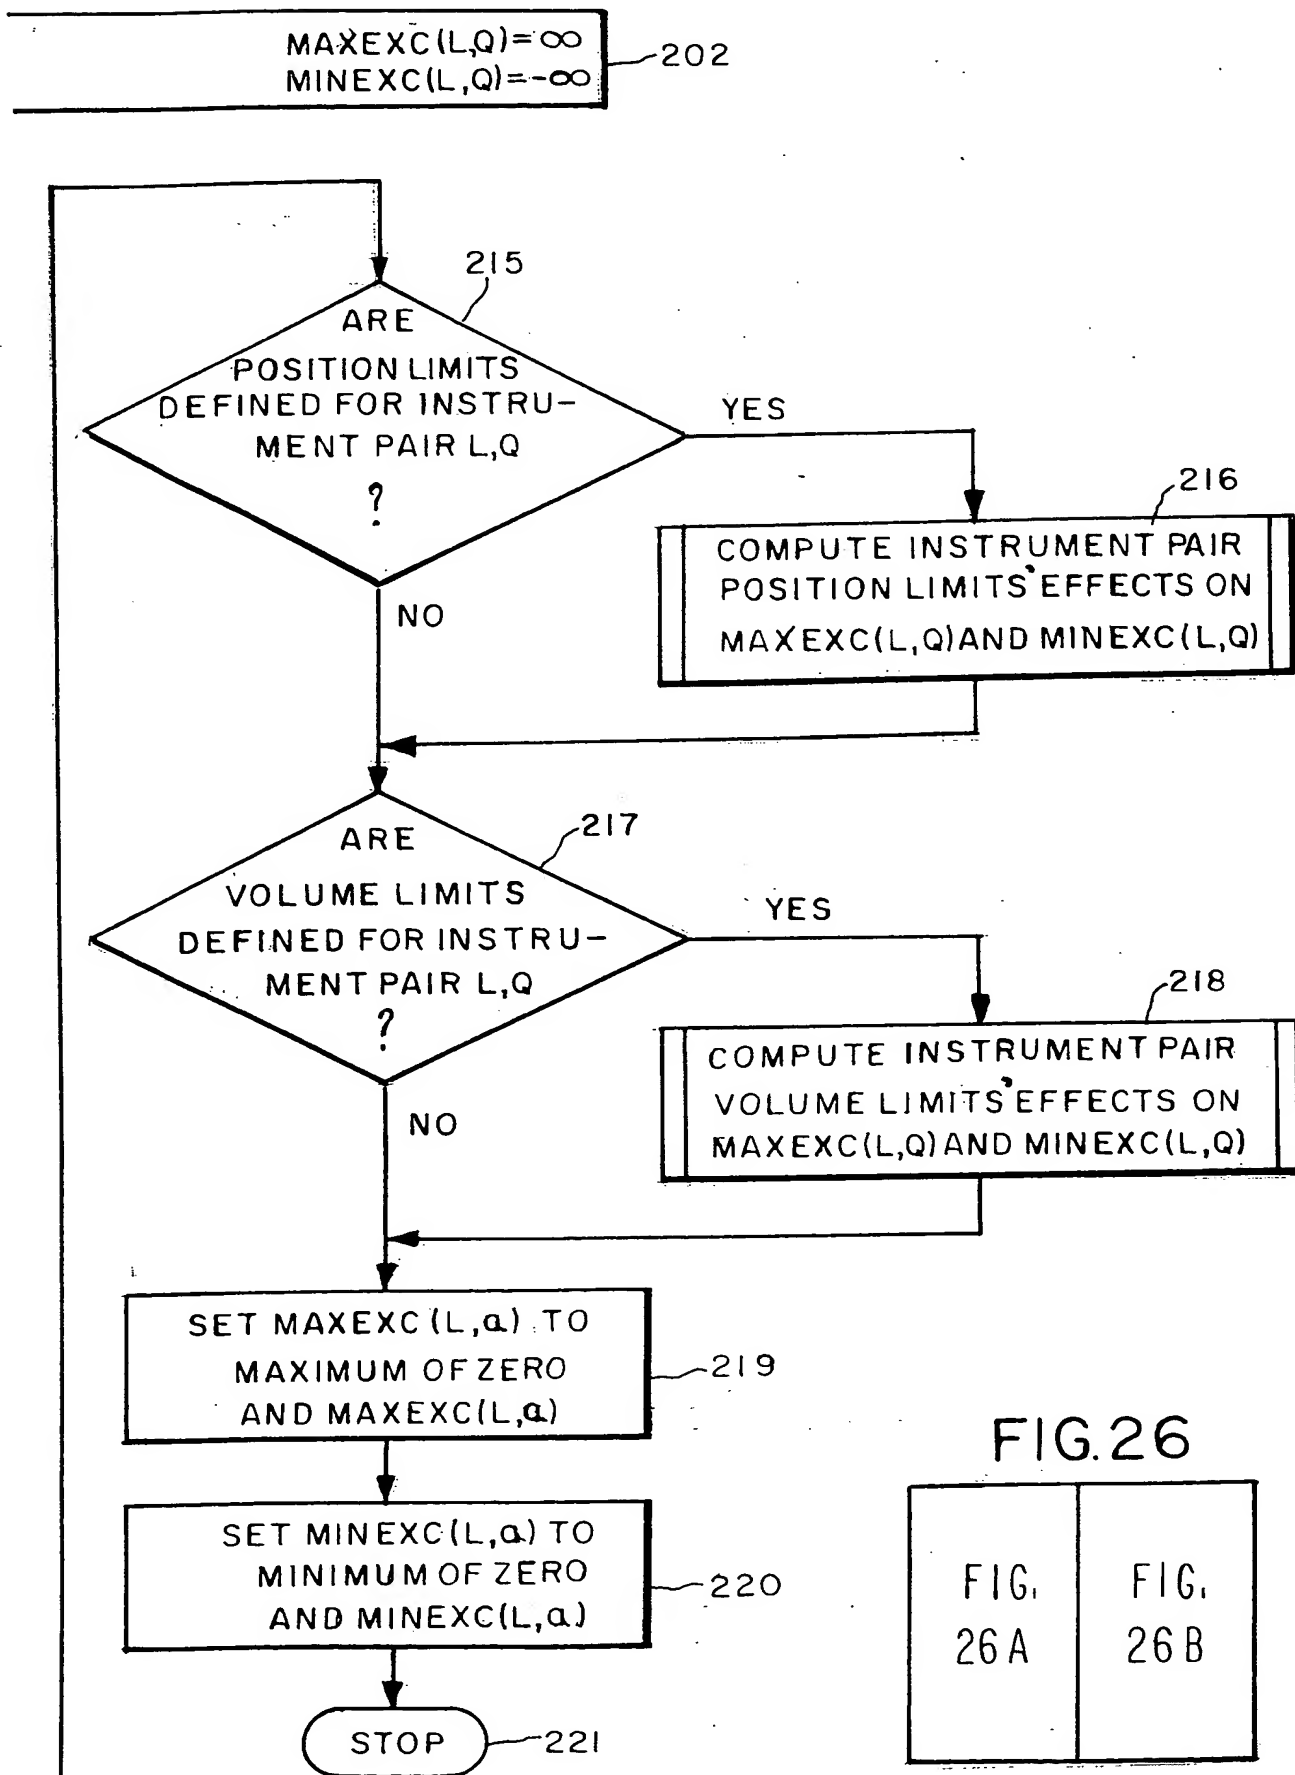 MAXEXC(L,Q)=∞
MINEXC(L,Q)=-∞
202
215
ARE
POSITION LIMITS
DEFINED FOR INSTRU-
MENT PAIR L,Q
?
YES
NO
216
COMPUTE INSTRUMENT PAIR
POSITION LIMITS' EFFECTS ON
MAXEXC(L,Q) AND MINEXC(L,Q)
217
ARE
VOLUME LIMITS
DEFINED FOR INSTRU-
MENT PAIR L,Q
?
YES
NO
218
COMPUTE INSTRUMENT PAIR
VOLUME LIMITS' EFFECTS ON
MAXEXC(L,Q) AND MINEXC(L,Q)
SET MAXEXC(L,Q) TO
MAXIMUM OF ZERO
AND MAXEXC(L,Q)
219
SET MINEXC(L,Q) TO
MINIMUM OF ZERO
AND MINEXC(L,Q)
220
STOP
221
FIG.26
FIG.
26A
FIG.
26B